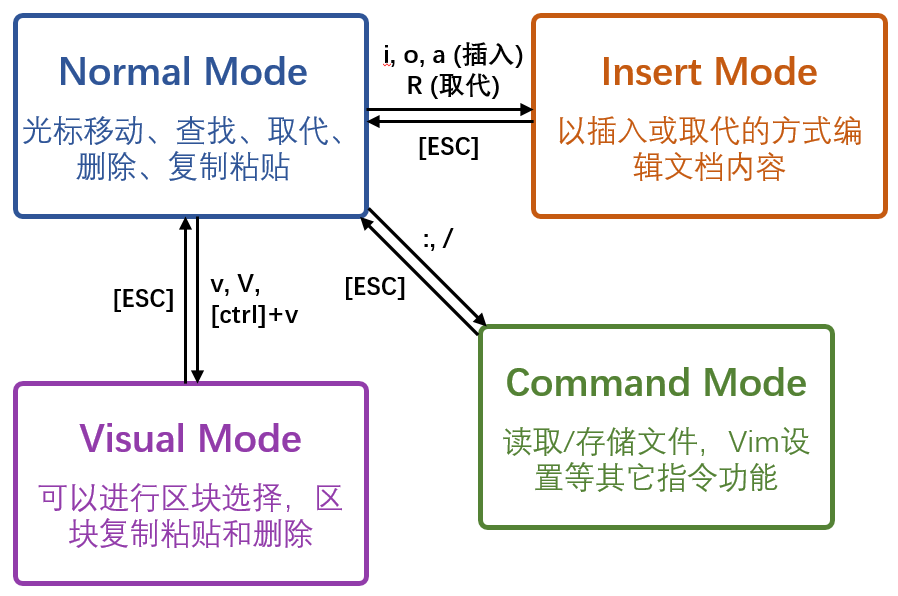 Normal Mode
光标移动、查找、取代、
删除、复制粘贴
i, o, a (插入)
R (取代)
[ESC]
Insert Mode
以插入或取代的方式编
辑文档内容
:, /
[ESC]
[ESC]
v, V,
[ctrl]+v
Command Mode
读取/存储文件，Vim设
置等其它指令功能
Visual Mode
可以进行区块选择，区
块复制粘贴和删除